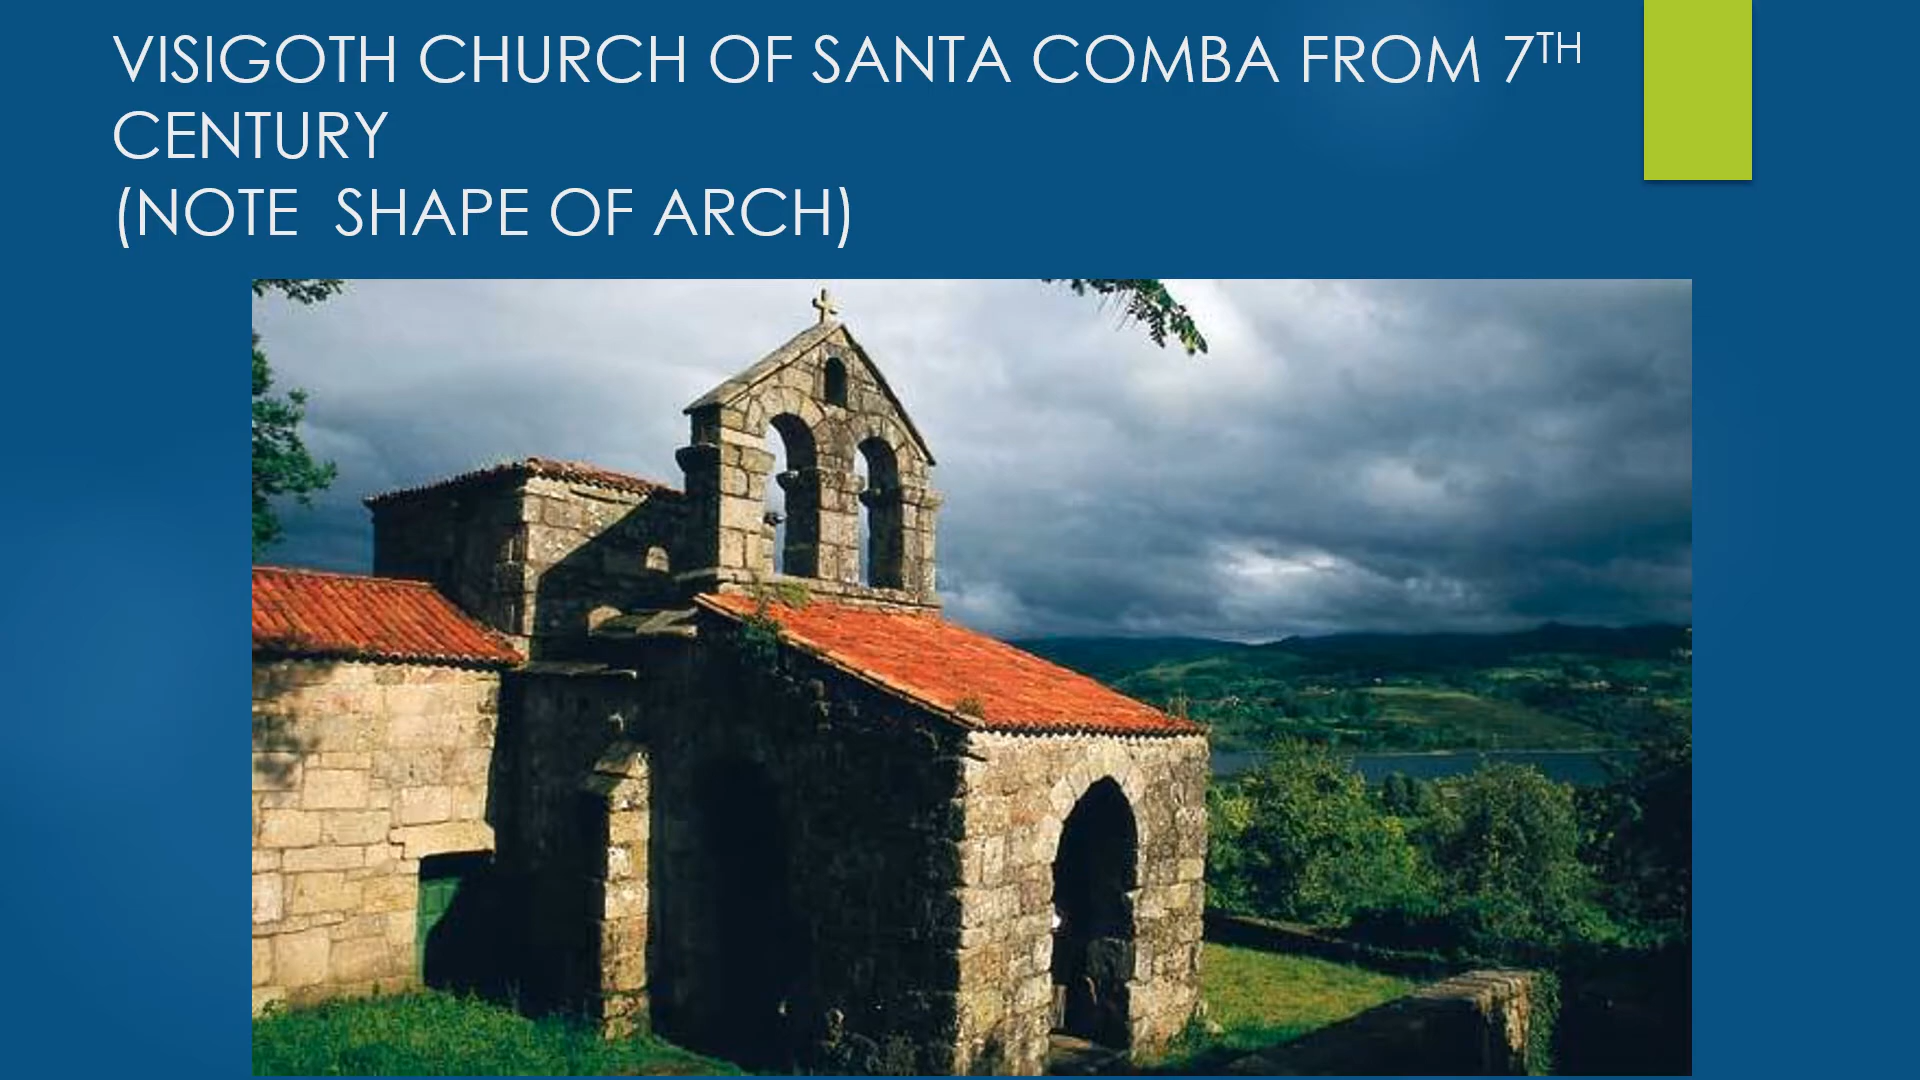 VISIGOTH CHURCH OF SANTA COMBA FROM 7TH
CENTURY
(NOTE SHAPE OF ARCH)